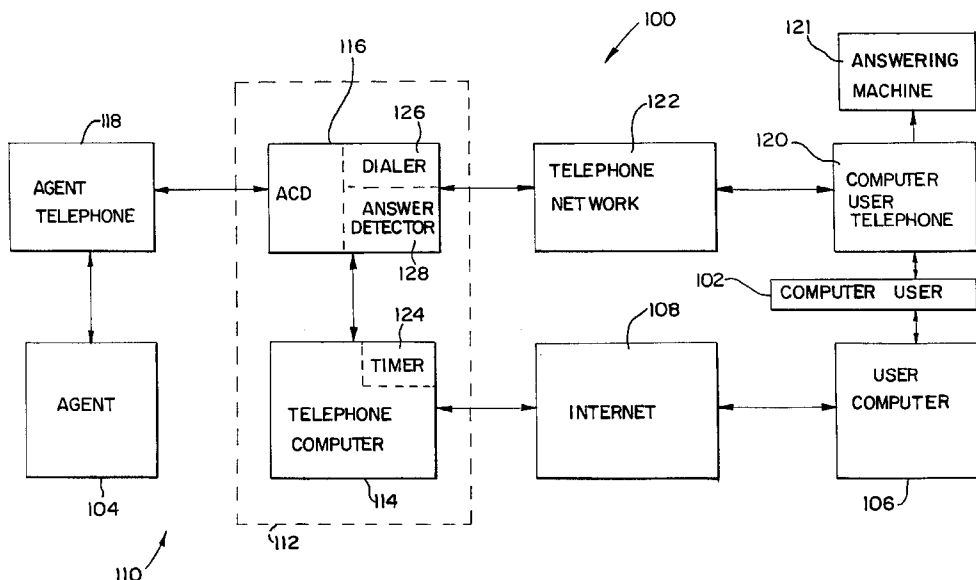 100
121
ANSWERING
MACHINE
116
118
126
122
120
AGENT
TELEPHONE
ACD
DIALER
ANSWER
DETECTOR
128
TELEPHONE
NETWORK
COMPUTER
USER
TELEPHONE
102
COMPUTER USER
124
108
TIMER
AGENT
TELEPHONE
COMPUTER
INTERNET
USER
COMPUTER
104
114
106
112
110